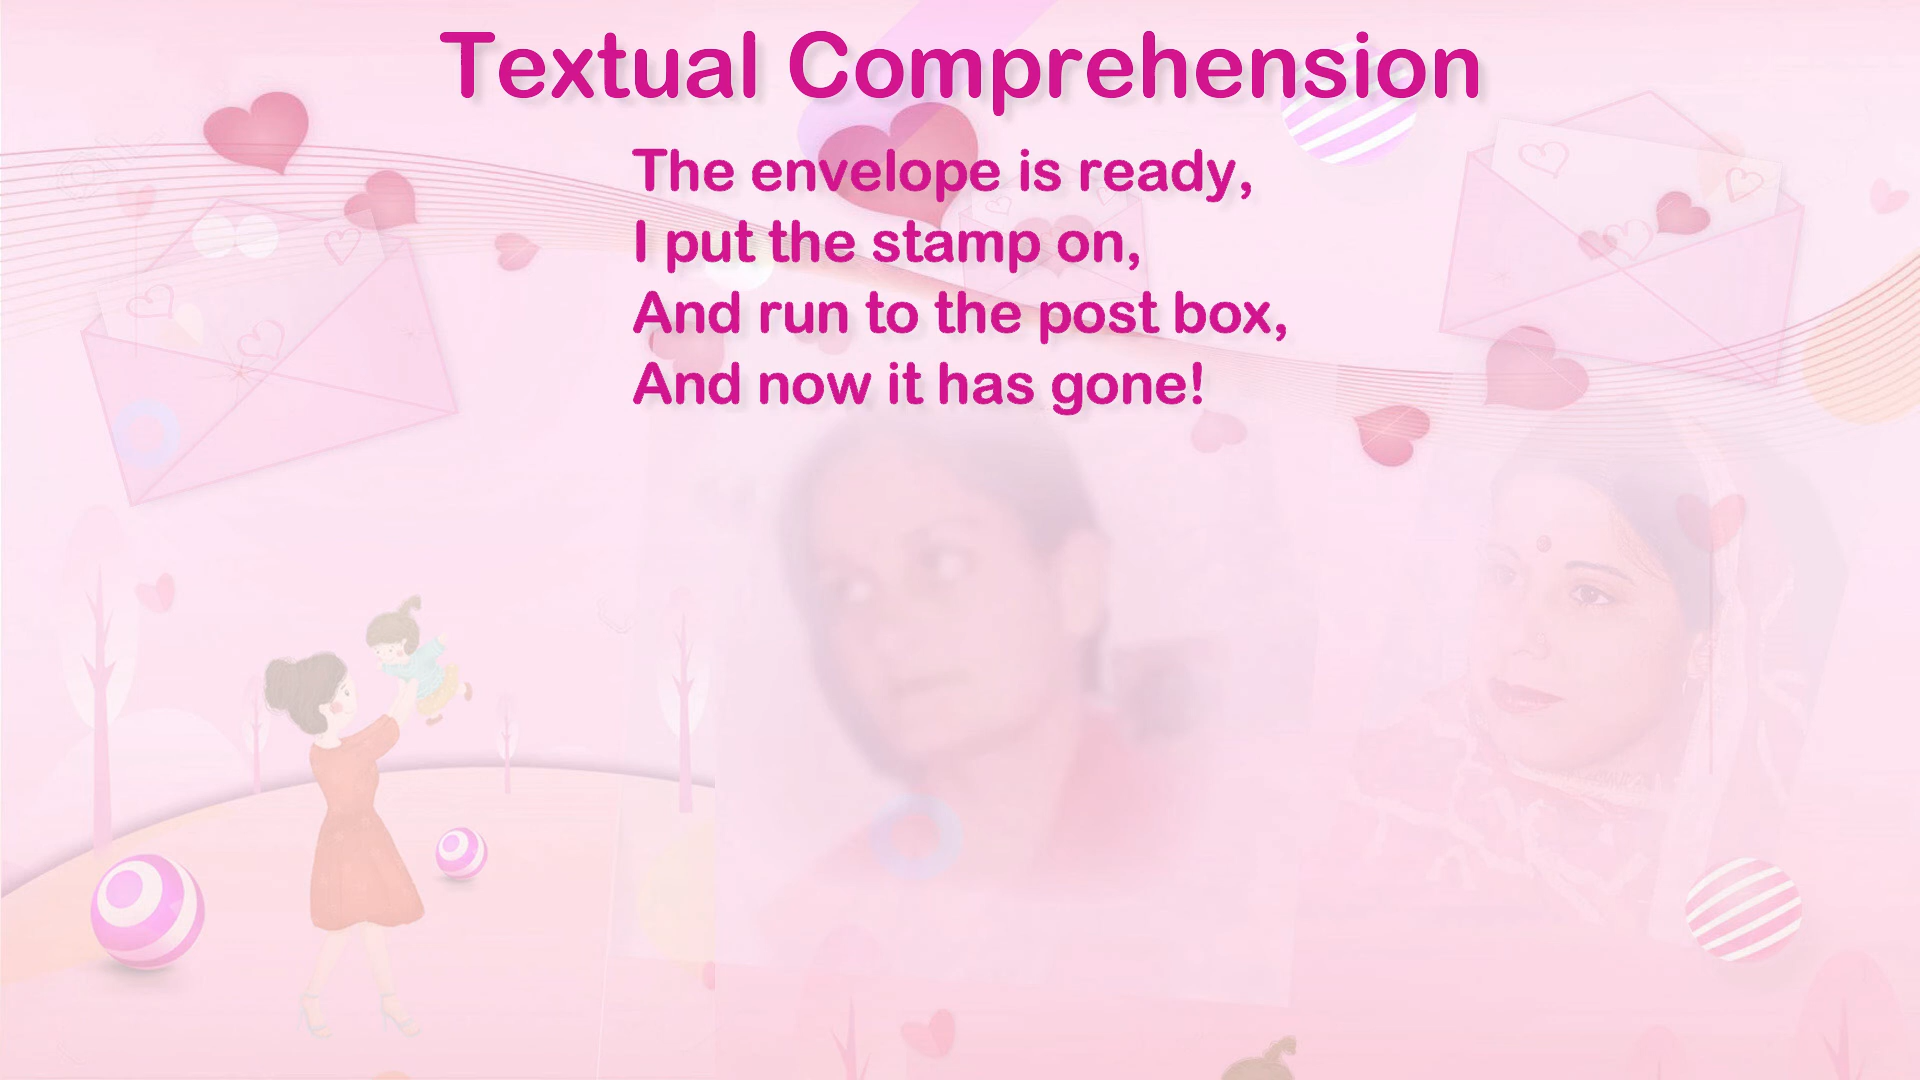 Textual Comprehension
The envelope is ready,
I put the stamp on,
And run to the post box,
And now it has gone!